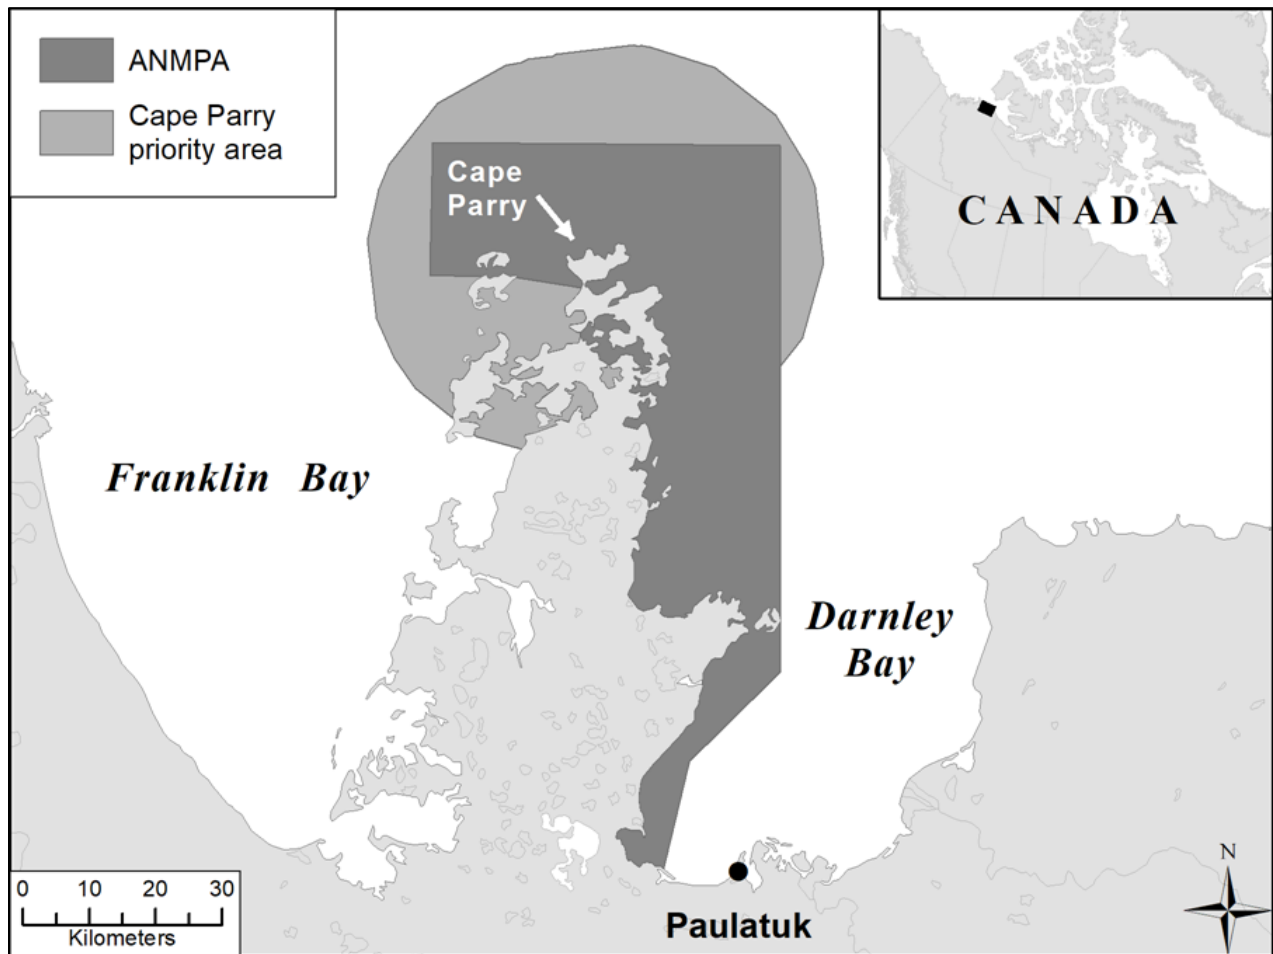 ANMPA
Cape Parry
priority area
Cape
Parry
CANADA
Franklin Bay
Darnley
Bay
Paulatuk
0 10 20 30
Kilometers
N